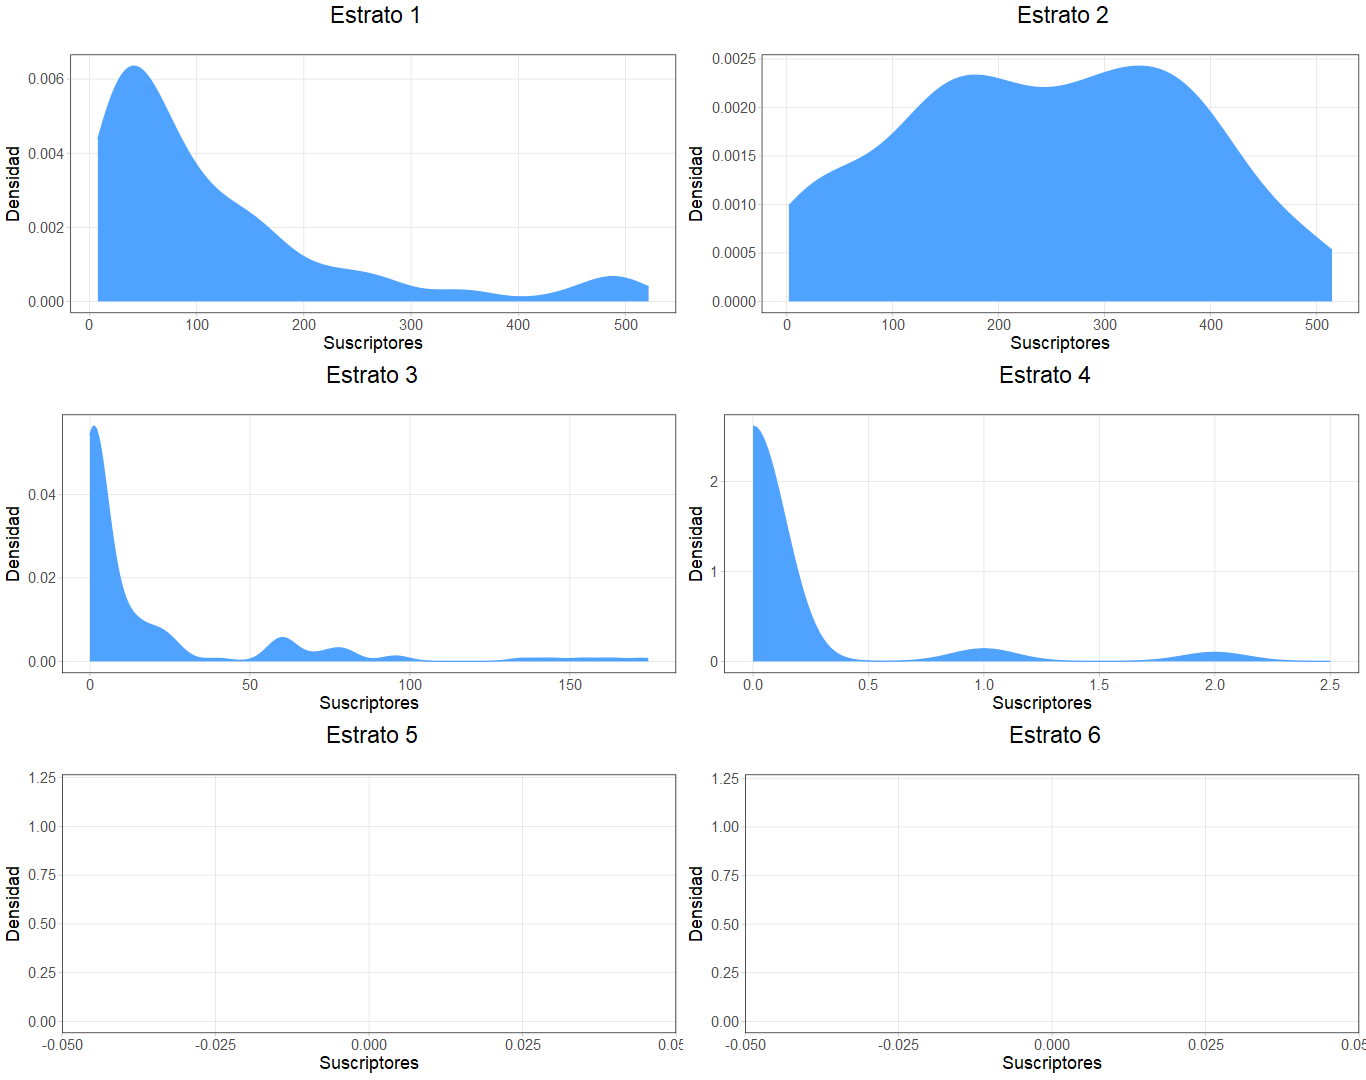 Estrato 1
Densidad
0.006
0.004
0.002
0.000
0 100 200 300 400 500
Suscriptores
Estrato 2
Densidad
0.0025
0.0020
0.0015
0.0010
0.0005
0.0000
0 100 200 300 400 500
Suscriptores
Estrato 3
Densidad
0.04
0.02
0.00
0 50 100 150
Suscriptores
Estrato 4
Densidad
2
1
0
0.0 0.5 1.0 1.5 2.0 2.5
Suscriptores
Estrato 5
Densidad
1.25
1.00
0.75
0.50
0.25
0.00
-0.050 -0.025 0.000 0.025
Suscriptores
Estrato 6
Densidad
1.25
1.00
0.75
0.50
0.25
0.00
-0.050 -0.025 0.000 0.025
Suscriptores